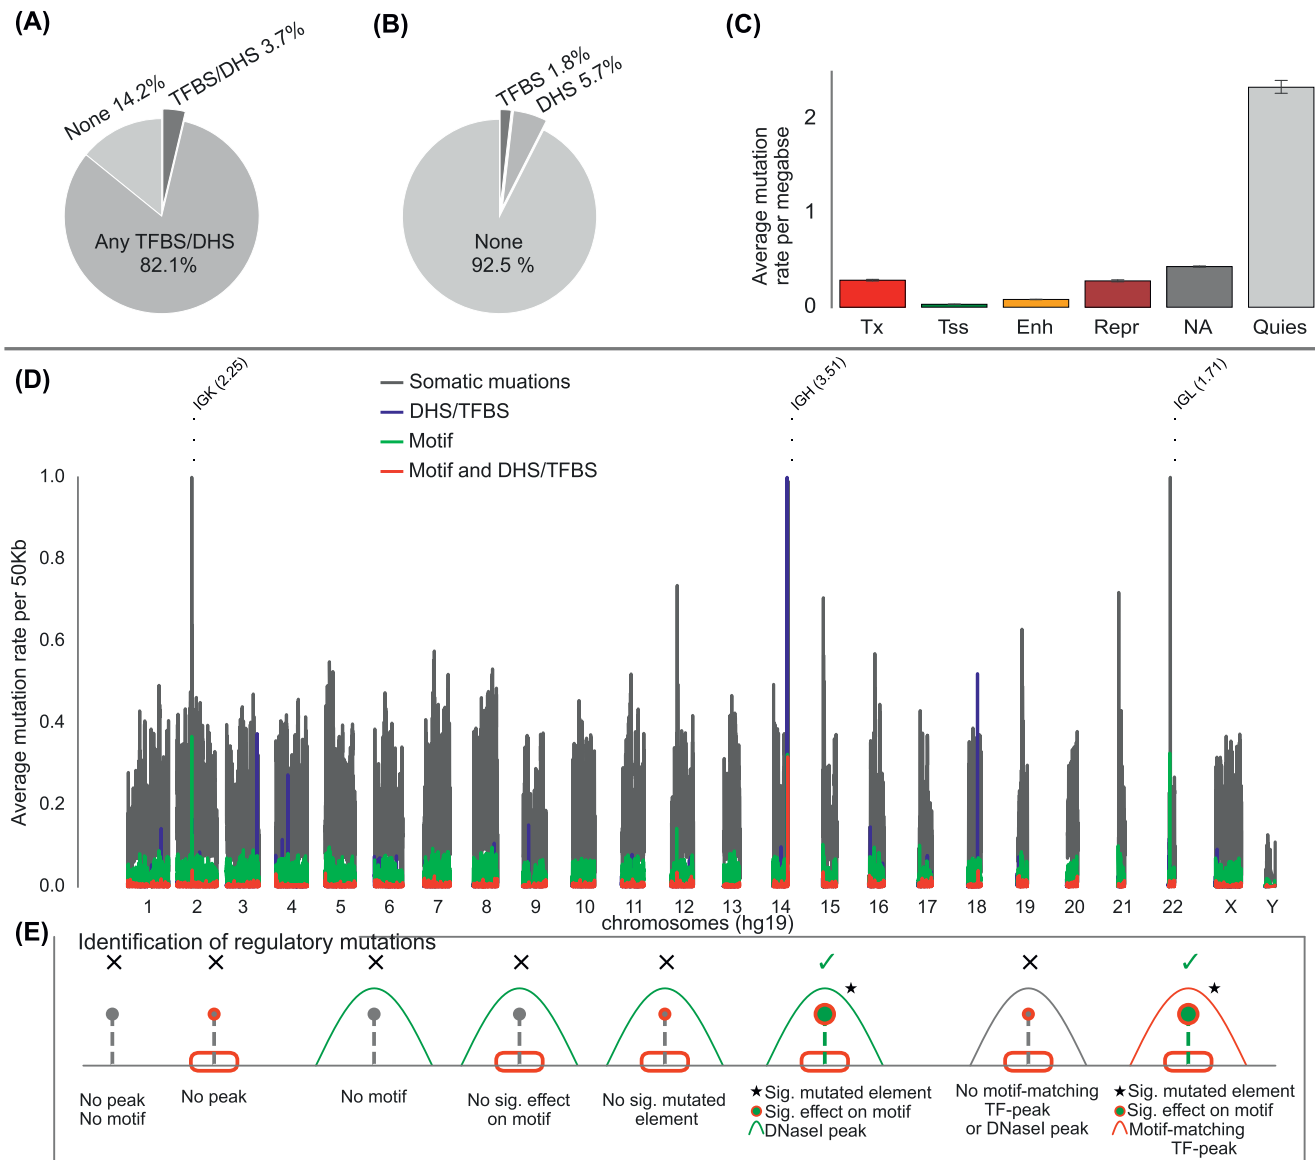 (A)
None 14.2%
TFBS/DHS 3.7%
Any TFBS/DHS
82.1%
(B)
TFBS 1.8%
DHS 5.7%
None
92.5 %
(C)
Average mutation
rate per megabse
2
1
0
Tx
Tss
Enh
Repr
NA
Quies
(D)
IGK (2.25)
IGH (3.51)
IGL (1.71)
Somatic muations
DHS/TFBS
Motif
Motif and DHS/TFBS
Average mutation rate per 50Kb
1.0
0.8
0.6
0.4
0.2
0.0
1 2 3 4 5 6 7 8 9 10 11 12 13 14 15 16 17 18 19 20 21 22 X Y
chromosomes (hg19)
(E)
Identification of regulatory mutations
No peak
No motif
No peak
No motif
No sig. effect
on motif
No sig. mutated
element
★Sig. mutated element
Sig. effect on motif
DNaseI peak
No motif-matching
TF-peak
or DNaseI peak
★Sig. mutated element
Sig. effect on motif
Motif-matching
TF-peak